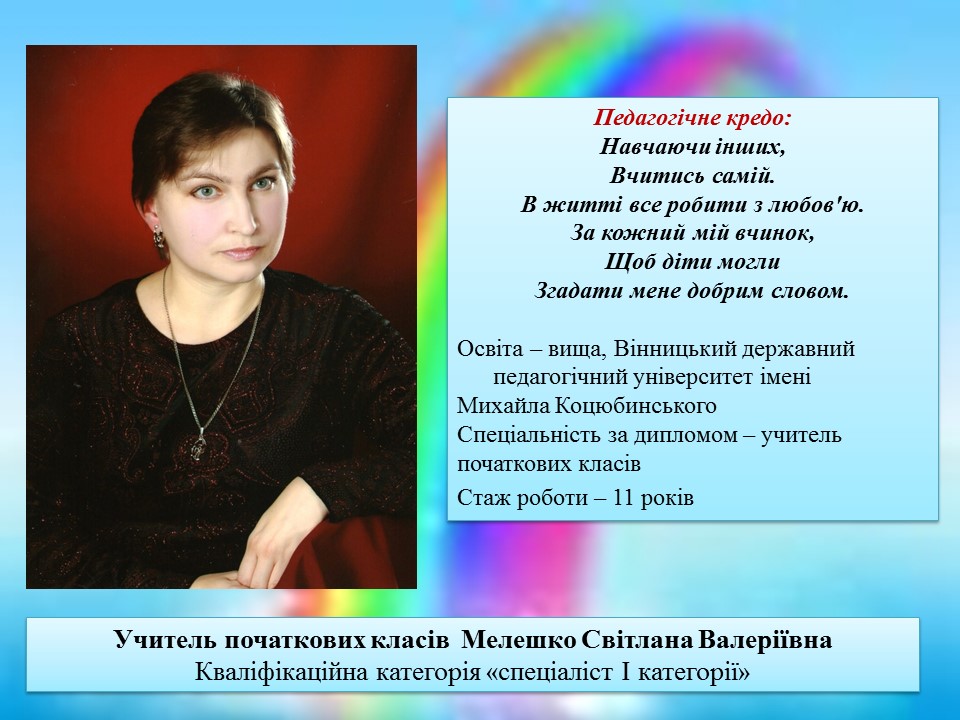 Педагогічне кредо:
Навчаючи інших,
Вчитись самій.
В житті все робити з любов'ю.
За кожний мій вчинок,
Щоб діти могли
Згадати мене добрим словом.
Освіта – вища, Вінницький державний
педагогічний університет імені
Михайла Коцюбинського
Спеціальність за дипломом – учитель
початкових класів
Стаж роботи – 11 років
Учитель початкових класів Мелешко Світлана Валеріївна
Кваліфікаційна категорія «спеціаліст І категорії»